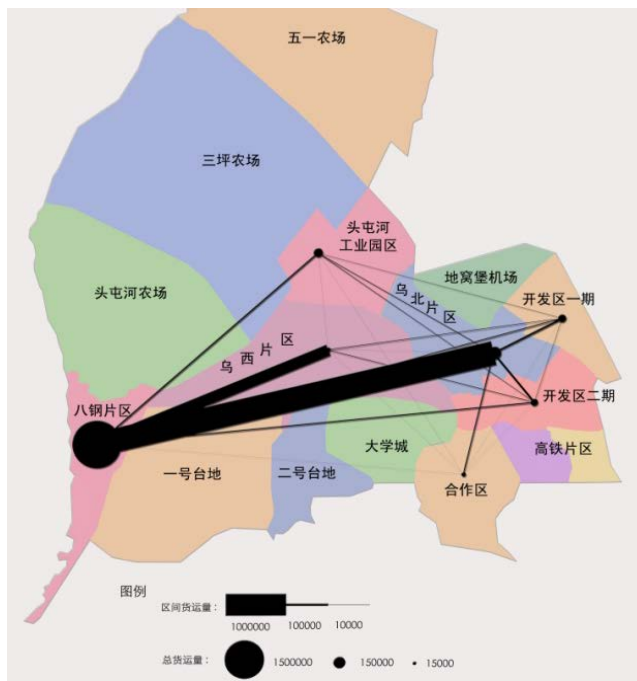 五一农场
三坪农场
头屯河
工业园区
地窝堡机场
头屯河农场
乌北片区
开发区一期
乌西片区
八钢片区
开发区二期
大学城
高铁片区
一号台地
二号台地
合作区
图例
区间货运量：
1000000 100000 10000
总货运量： 1500000 150000 15000